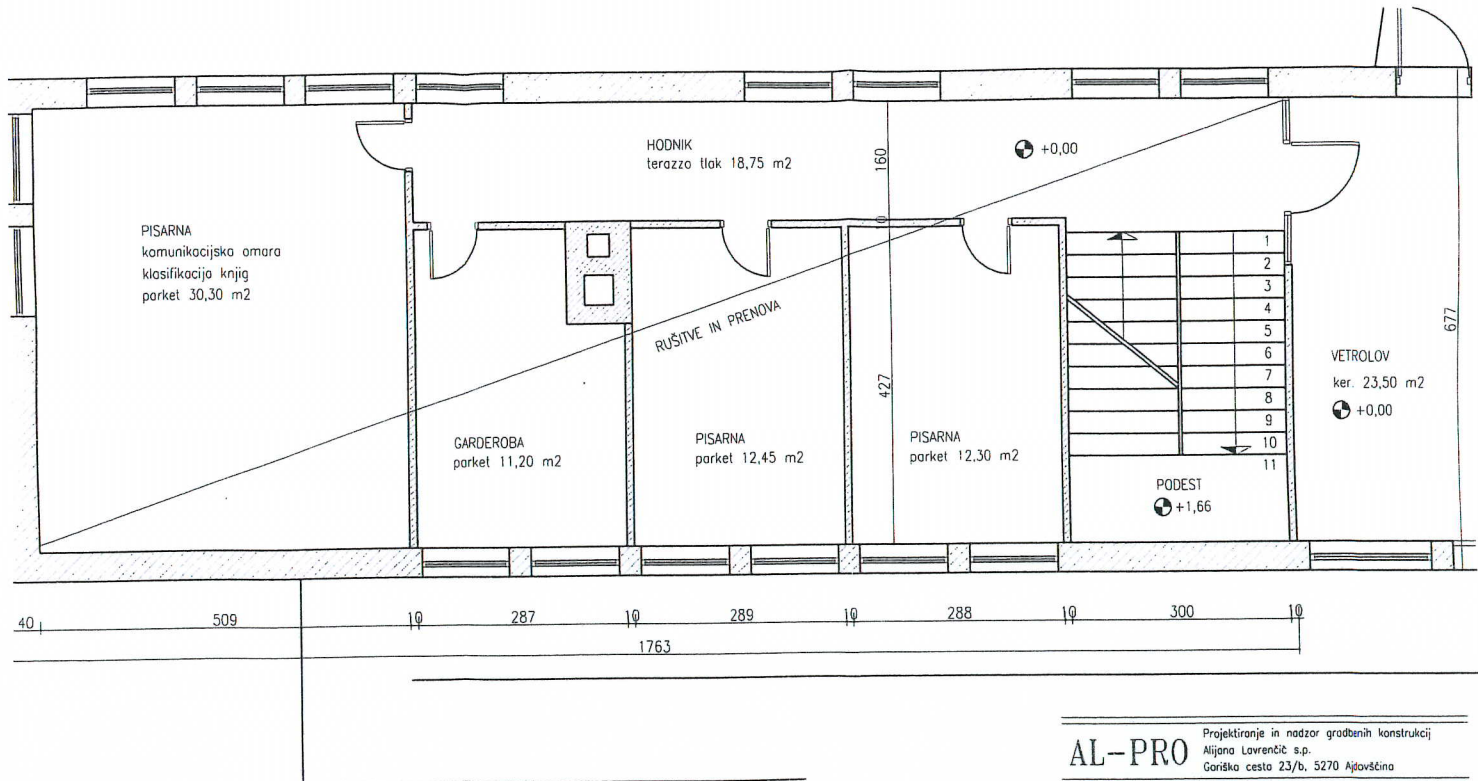 HODNIK
terazzo tlak 18,75 m2
160
+0,00
PISARNA
komunikacijska omara
klasifikacija knjig
parket 30,30 m2
10
RUŠITVE IN PRENOVA
427
GARDEROBA
parket 11,20 m2
PISARNA
parket 12,45 m2
PISARNA
parket 12,30 m2
1
2
3
4
5
6
7
8
9
10
11
PODEST
+1,66
VETROLOV
ker. 23,50 m2
+0,00
677
40 509 10 287 10 289 10 288 10 300 10
1763
AL-PRO
Projektiranje in nadzor gradbenih konstrukcij
Alijana Lavrenčič s.p.
Goriška cesta 23/b, 5270 Ajdovščina